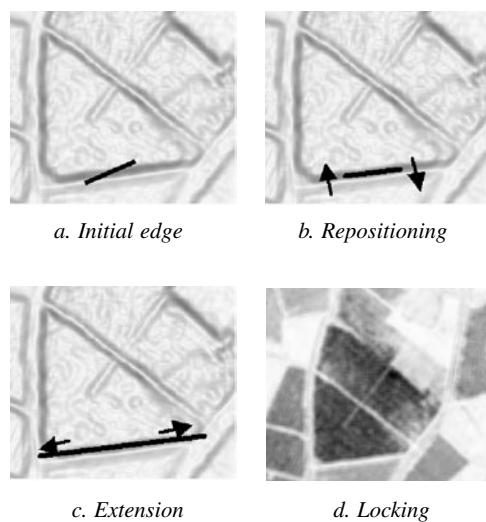 a. Initial edge
b. Repositioning
c. Extension
d. Locking